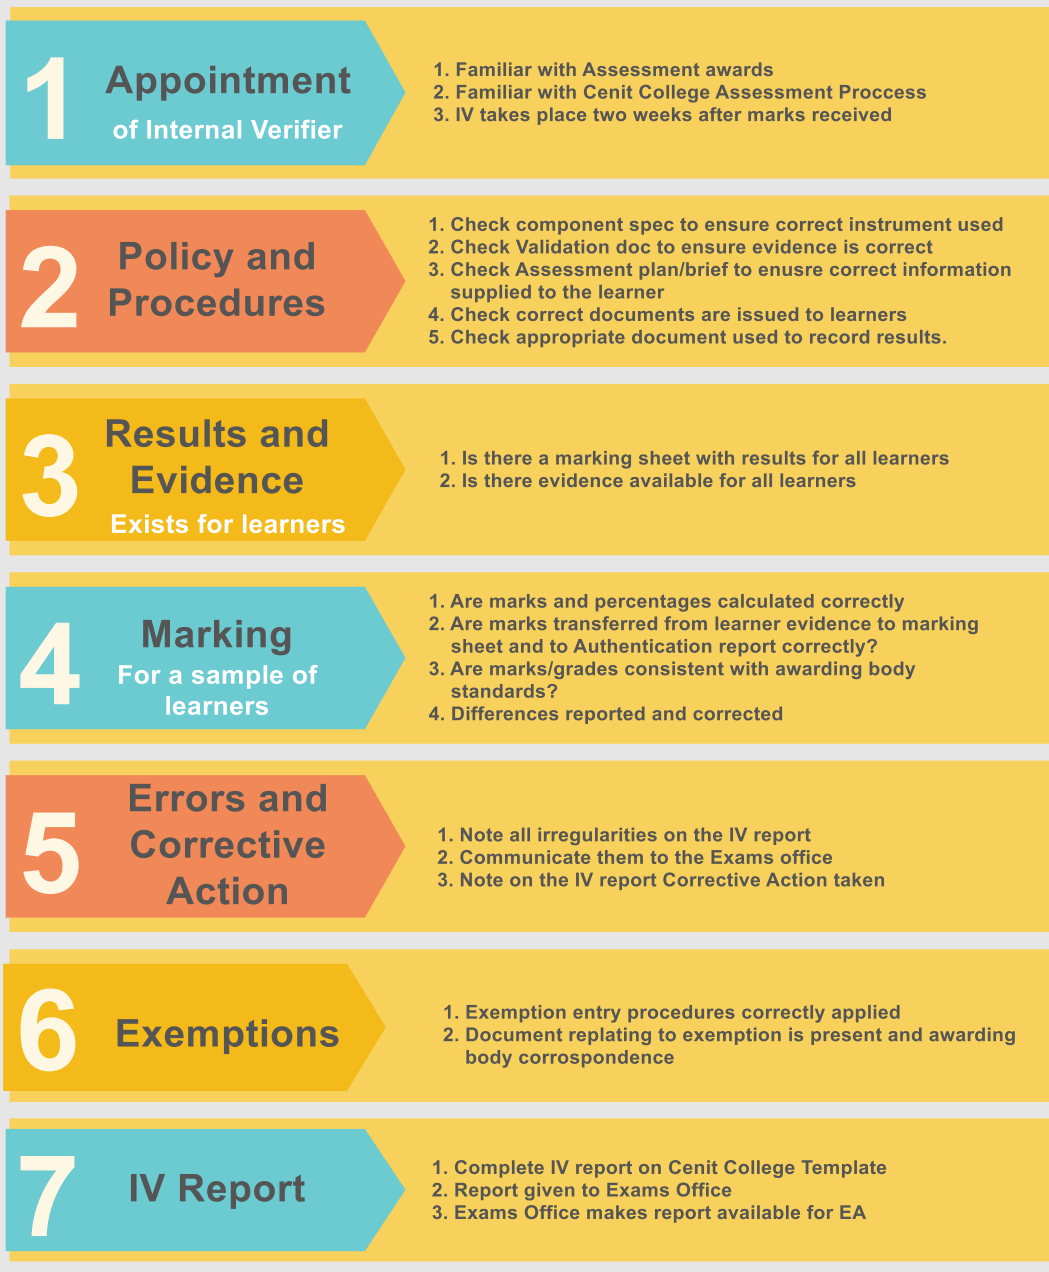 1
Appointment
of Internal Verifier
1. Familiar with Assessment awards
2. Familiar with Cenit College Assessment Proccess
3. IV takes place two weeks after marks received
2
Policy and
Procedures
1. Check component spec to ensure correct instrument used
2. Check Validation doc to ensure evidence is correct
3. Check Assessment plan/brief to enusre correct information
supplied to the learner
4. Check correct documents are issued to learners
5. Check appropriate document used to record results.
3
Results and
Evidence
Exists for learners
1. Is there a marking sheet with results for all learners
2. Is there evidence available for all learners
4
Marking
For a sample of
learners
1. Are marks and percentages calculated correctly
2. Are marks transferred from learner evidence to marking
sheet and to Authentication report correctly?
3. Are marks/grades consistent with awarding body
standards?
4. Differences reported and corrected
5
Errors and
Corrective
Action
1. Note all irregularities on the IV report
2. Communicate them to the Exams office
3. Note on the IV report Corrective Action taken
6
Exemptions
1. Exemption entry procedures correctly applied
2. Document replating to exemption is present and awarding
body corrospondence
7
IV Report
1. Complete IV report on Cenit College Template
2. Report given to Exams Office
3. Exams Office makes report available for EA